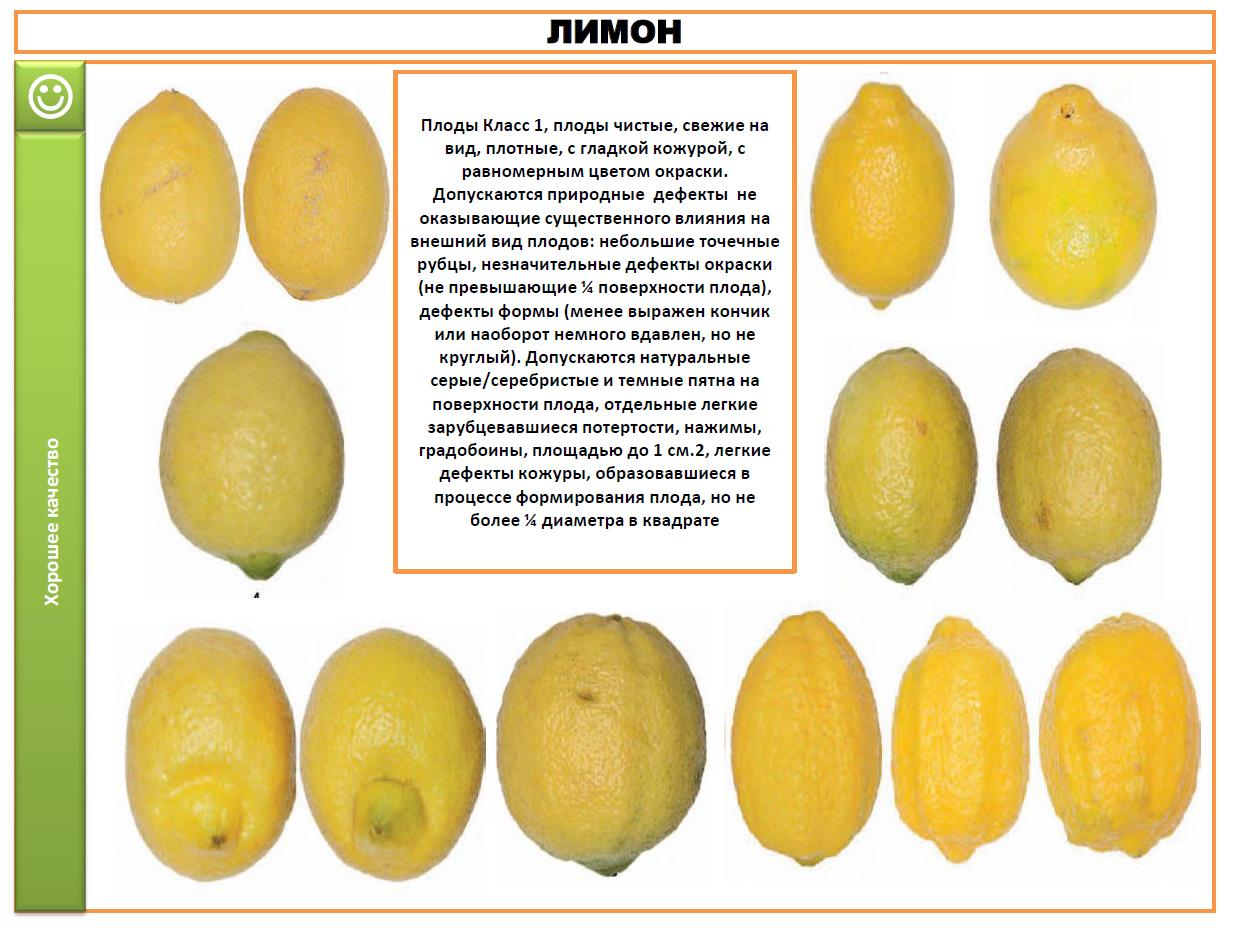 ЛИМОН
Плоды Класс 1, плоды чистые, свежие на
вид, плотные, с гладкой кожурой, с
равномерным цветом окраски.
Допускаются природные  дефекты  не
оказывающие существенного влияния на
внешний вид плодов: небольшие точечные
рубцы, незначительные дефекты окраски
(не превышающие ¼ поверхности плода),
дефекты формы (менее выражен кончик
или наоборот немного вдавлен, но не
круглый). Допускаются натуральные
серые/серебристые и темные пятна на
поверхности плода, отдельные легкие
зарубцевавшиеся потертости, нажимы,
градобоины, площадью до 1 см.2, легкие
дефекты кожуры, образовавшиеся в
процессе формирования плода, но не
более ¼ диаметра в квадрате
Хорошее качество